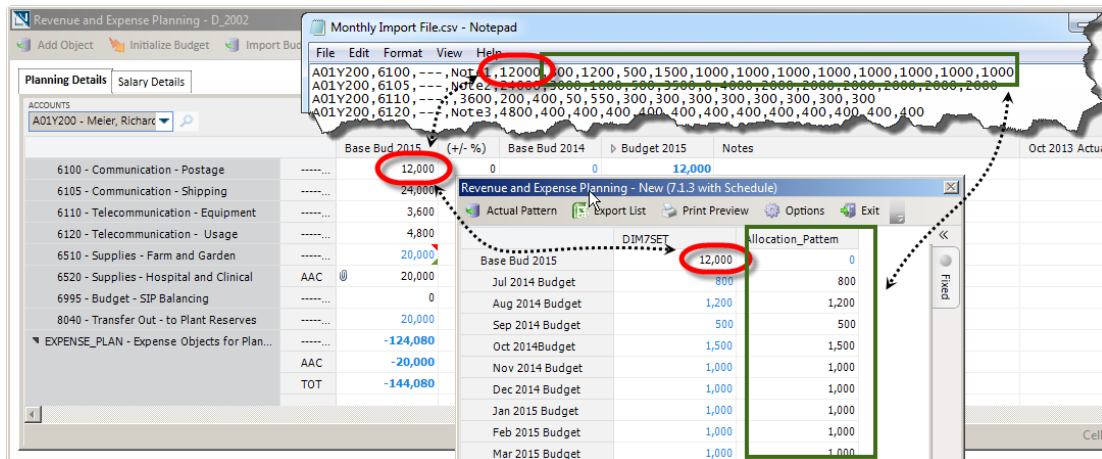 Revenue and Expense Planning - D_2002
Add Object Initialize Budget Import Bud
Planning Details Salary Details
ACCOUNTS
A01Y200 - Meier, Richarc
Monthly Import File.csv - Notepad
File Edit Format View Help
A01Y200,6100,---,Note1,12000,800,1200,500,1500,1000,1000,1000,1000,1000,1000,1000,1000
A01Y200,6105,---,Note2,24000,3000,1000,500,3500,0,4000,2000,2000,2000,2000,2000,2000
A01Y200,6110,---,,3600,200,400,50,550,300,300,300,300,300,300,300,300
A01Y200,6120,---,Note3,4800,400,400,400,400,400,400,400,400,400,400,400,400
Base Bud 2015 (+/- %) Base Bud 2014 Budget 2015 Notes Oct 2013 Actua
6100 - Communication - Postage -----... 12,000 0 0 12,000
6105 - Communication - Shipping -----... 24,000
6110 - Telecommunication - Equipment -----... 3,600
6120 - Telecommunication - Usage -----... 4,800
6510 - Supplies - Farm and Garden -----... 20,000
6520 - Supplies - Hospital and Clinical AAC 20,000
6995 - Budget - SIP Balancing -----... 0
8040 - Transfer Out - to Plant Reserves -----... 20,000
EXPENSE_PLAN - Expense Objects for Plan... -----... -124,080
AAC -20,000
TOT -144,080
Revenue and Expense Planning - New (7.1.3 with Schedule)
Actual Pattern Export List Print Preview Options Exit
DIM7SET Allocation_Pattern
Base Bud 2015 12,000 0
Jul 2014 Budget 800 800
Aug 2014 Budget 1,200 1,200
Sep 2014 Budget 500 500
Oct 2014Budget 1,500 1,500
Nov 2014 Budget 1,000 1,000
Dec 2014 Budget 1,000 1,000
Jan 2015 Budget 1,000 1,000
Feb 2015 Budget 1,000 1,000
Mar 2015 Budget 1,000 1,000
Fixed
Cell